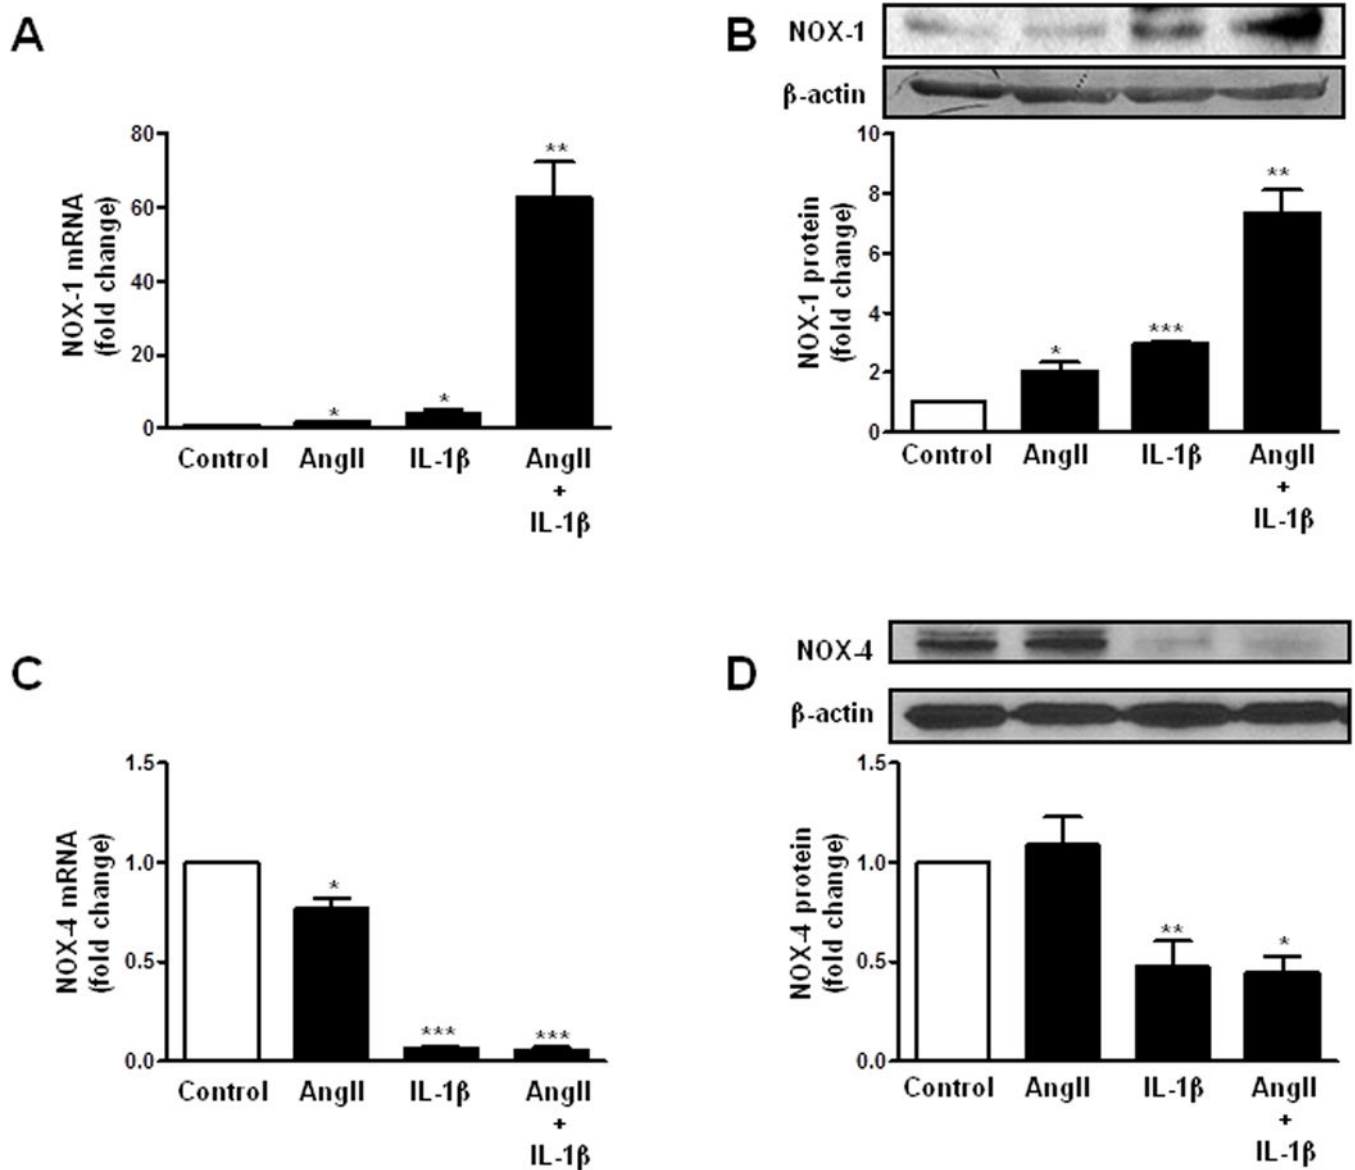 A
NOX-1 mRNA
(fold change)
80
60
40
20
0
*
*
**
Control AngII IL-1β AngII
+
IL-1β
B
NOX-1
β-actin
NOX-1 protein
(fold change)
10
8
6
4
2
0
*
***
**
Control AngII IL-1β AngII
+
IL-1β
C
NOX-4 mRNA
(fold change)
1.5
1.0
0.5
0.0
*
***
***
Control AngII IL-1β AngII
+
IL-1β
D
NOX-4
β-actin
NOX-4 protein
(fold change)
1.5
1.0
0.5
0.0
**
*
Control AngII IL-1β AngII
+
IL-1β